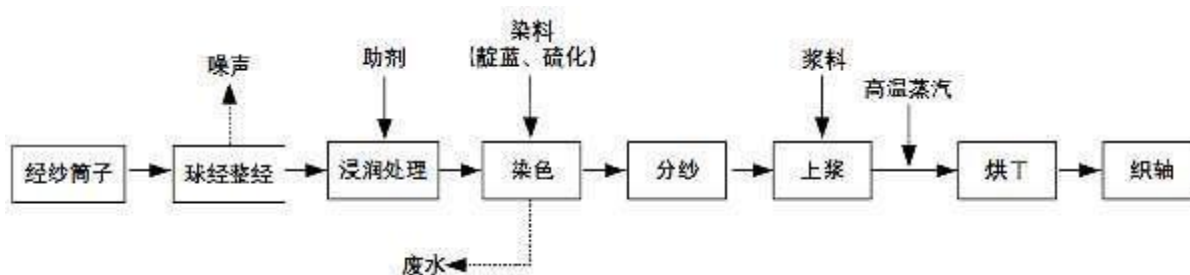 染料
(靛蓝、硫化)
噪声
助剂
浆料
高温蒸汽
经纱筒子
球经整经
浸润处理
染色
分纱
上浆
烘丅
织轴
废水